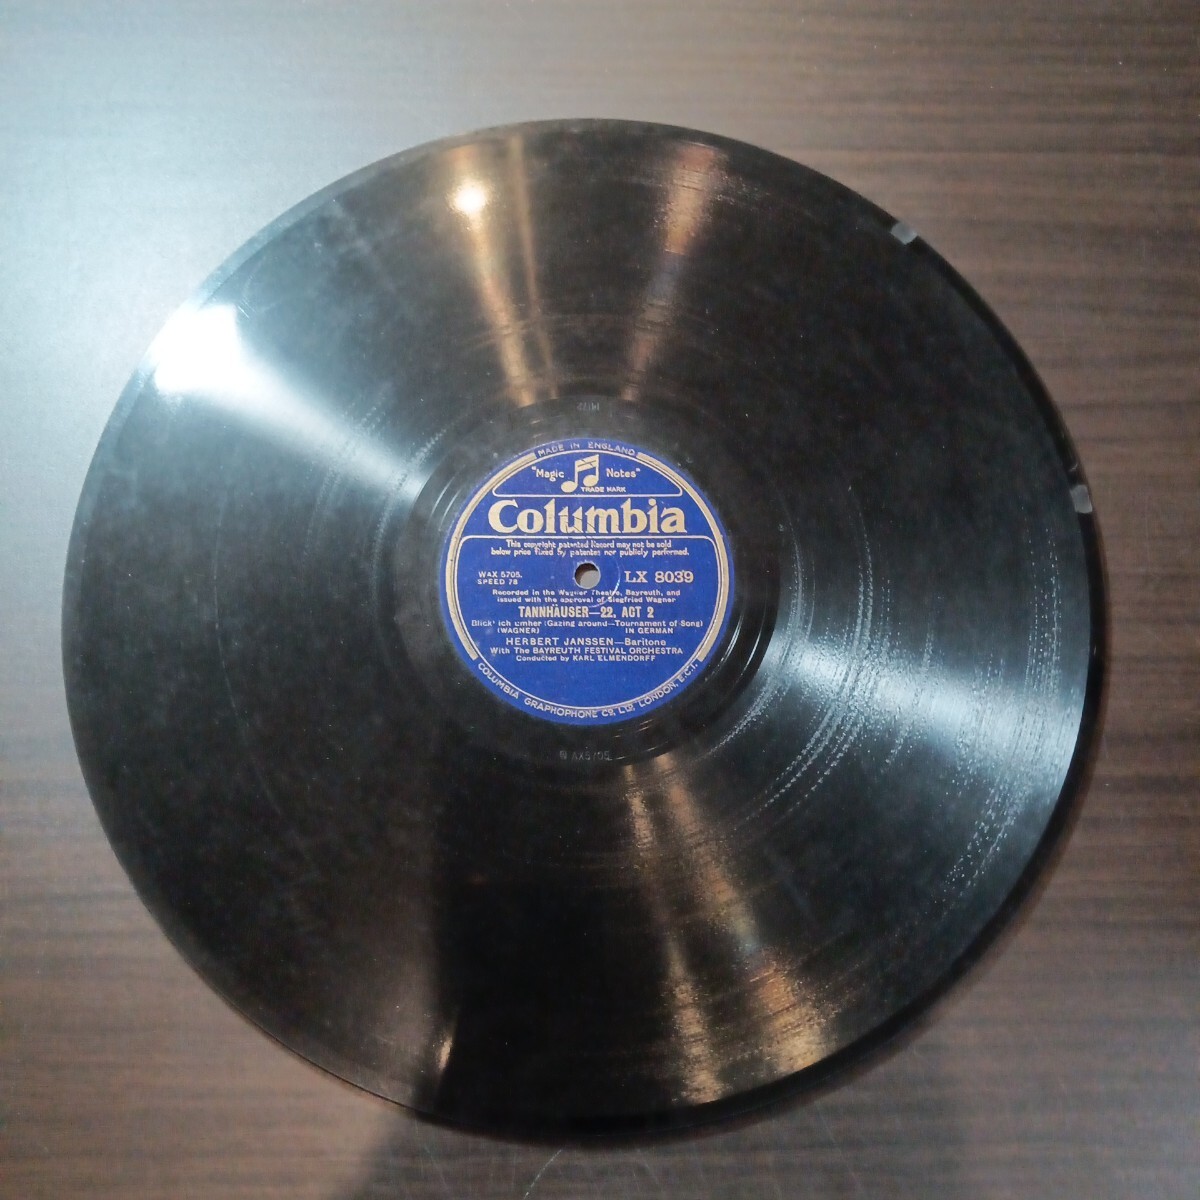 MADE IN ENGLAND
"Magic Notes"
TRADE MARK
Columbia
This copyright patented Record may not be sold
below price fixed by patentes nor publicly performed.
WAX 5705.
SPEED 78
LX 8039
Recorded in the Wagner Theatre, Bayreuth, and
issued with the approval of Siegfried Wagner
TANNHÄUSER—22. ACT 2
Blick' ich umher (Gazing around—Tournament of Song)
(WAGNER) IN GERMAN
HERBERT JANSSEN—Baritone
With The BAYREUTH FESTIVAL ORCHESTRA
Conducted by KARL ELMENDORFF
COLUMBIA GRAPHOPHONE CO. LTD. LONDON, E.C.1.
AX5705